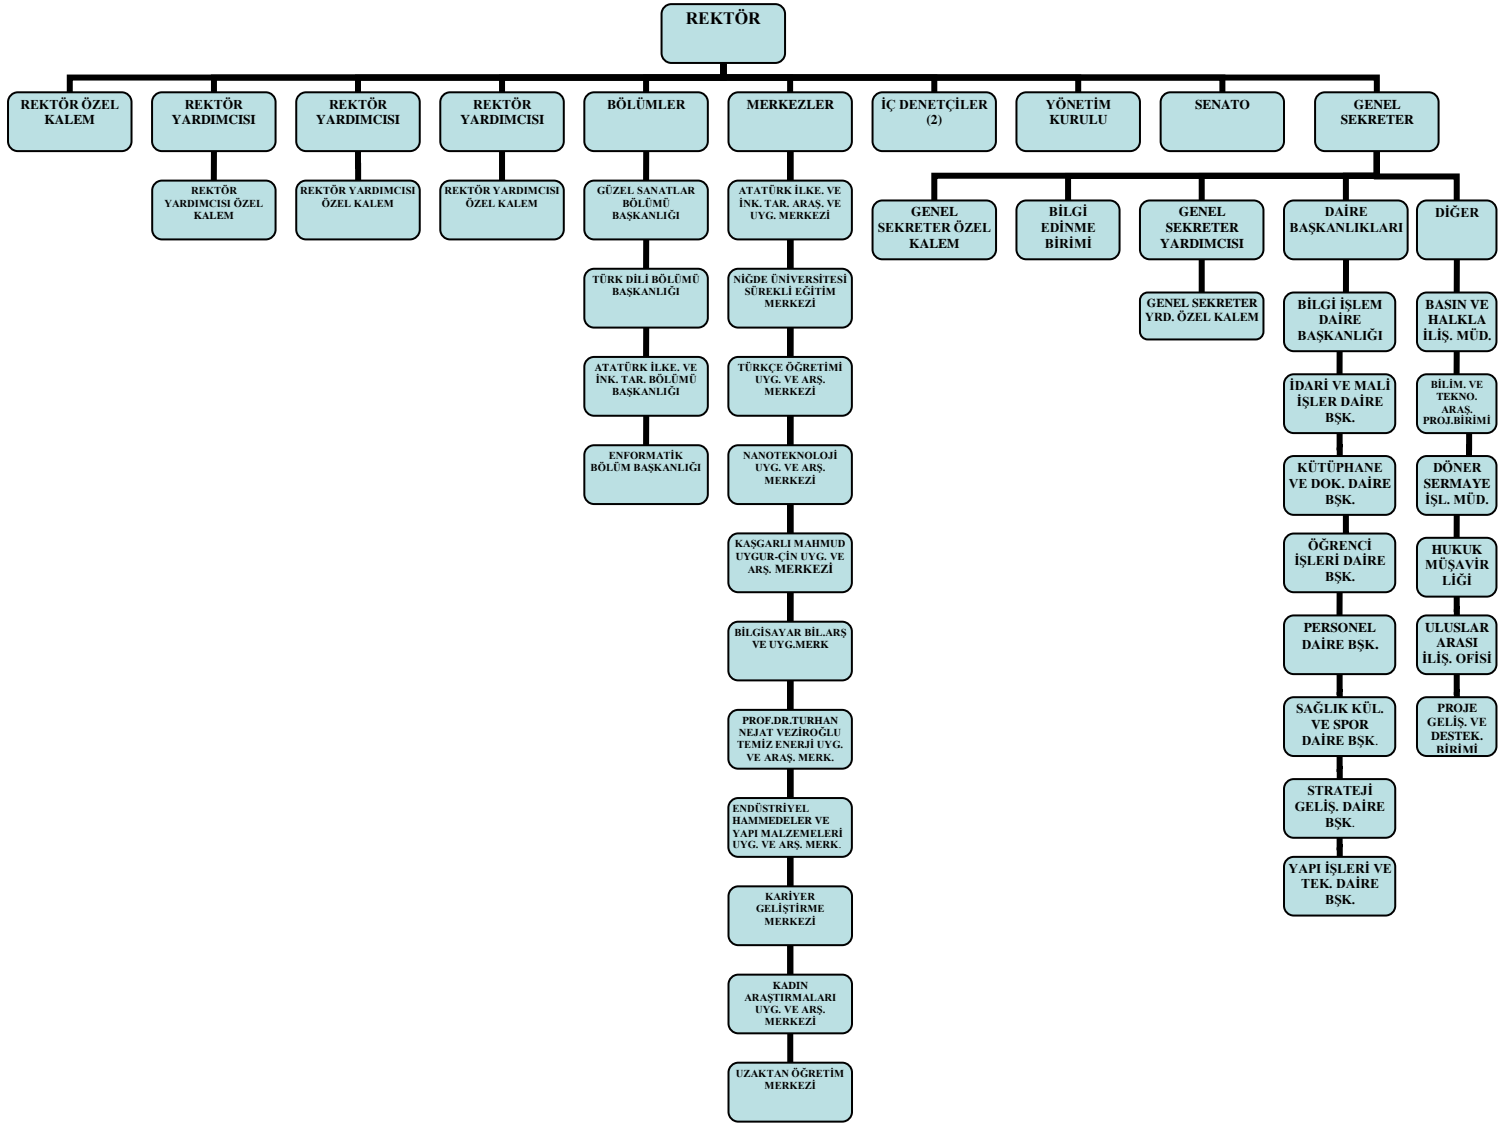 REKTÖR
REKTÖR ÖZEL
KALEM
REKTÖR
YARDIMCISI
REKTÖR
YARDIMCISI
REKTÖR
YARDIMCISI
BÖLÜMLER
MERKEZLER
İÇ DENETÇİLER
(2)
YÖNETİM
KURULU
SENATO
GENEL
SEKRETER
REKTÖR
YARDIMCISI ÖZEL
KALEM
REKTÖR YARDIMCISI
ÖZEL KALEM
REKTÖR YARDIMCISI
ÖZEL KALEM
GÜZEL SANATLAR
BÖLÜMÜ
BAŞKANLIĞI
TÜRK DİLİ BÖLÜMÜ
BAŞKANLIĞI
ATATÜRK İLKE. VE
İNK. TAR. BÖLÜMÜ
BAŞKANLIĞI
ENFORMATİK
BÖLÜM BAŞKANLIĞI
ATATÜRK İLKE. VE
İNK. TAR. ARAŞ. VE
UYG. MERKEZİ
NİĞDE ÜNİVERSİTESİ
SÜREKLİ EĞİTİM
MERKEZİ
TÜRKÇE ÖĞRETİMİ
UYG. VE ARŞ.
MERKEZİ
NANOTEKNOLOJİ
UYG. VE ARŞ.
MERKEZİ
KAŞGARLI MAHMUD
UYGUR-ÇİN UYG. VE
ARŞ. MERKEZİ
BİLGİSAYAR BİL.ARŞ
VE UYG.MERK
PROF.DR.TURHAN
NEJAT VEZİROĞLU
TEMİZ ENERJİ UYG.
VE ARAŞ. MERK.
ENDÜSTRİYEL
HAMMEDELER VE
YAPI MALZEMELERİ
UYG. VE ARŞ. MERK.
KARİYER
GELİŞTİRME
MERKEZİ
KADIN
ARAŞTIRMALARI
UYG. VE ARŞ.
MERKEZİ
UZAKTAN ÖĞRETİM
MERKEZİ
GENEL
SEKRETER ÖZEL
KALEM
BİLGİ
EDİNME
BİRİMİ
GENEL
SEKRETER
YARDIMCISI
GENEL SEKRETER
YRD. ÖZEL KALEM
DAİRE
BAŞKANLIKLARI
BİLGİ İŞLEM
DAİRE
BAŞKANLIĞI
İDARİ VE MALİ
İŞLER DAİRE
BŞK.
KÜTÜPHANE
VE DOK. DAİRE
BŞK.
ÖĞRENCİ
İŞLERİ DAİRE
BŞK.
PERSONEL
DAİRE BŞK.
SAĞLIK KÜL.
VE SPOR
DAİRE BŞK.
STRATEJİ
GELİŞ. DAİRE
BŞK.
YAPI İŞLERİ VE
TEK. DAİRE
BŞK.
DİĞER
BASIN VE
HALKLA
İLİŞ. MÜD.
BİLİM. VE
TEKNO.
ARAŞ.
PROJ.BİRİMİ
DÖNER
SERMAYE
İŞL. MÜD.
HUKUK
MÜŞAVİR
LİĞİ
ULUSLAR
ARASI
İLİŞ. OFİSİ
PROJE
GELİŞ. VE
DESTEK.
BİRİMİ